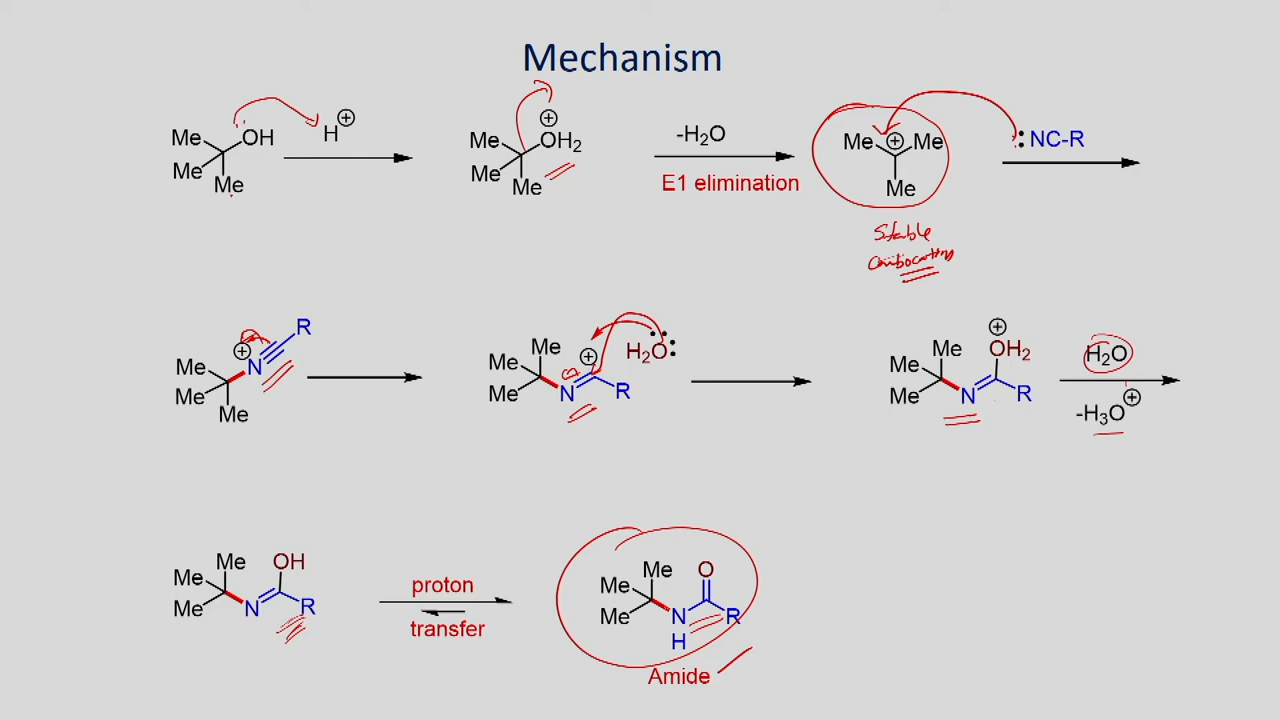 Mechanism
Me OH H⊕ Me Me
Me ⊕OH2 Me Me
-H2O
E1 elimination
Me ⊕ Me Me
:NC-R
Stable
carbocation
⊕ N R Me Me Me
Me Me ⊕ N R H2O
Me Me ⊕ OH2 N R
H2O
-H3O⊕
Me Me OH N R
proton
transfer
Me Me Me O N H R
Amide